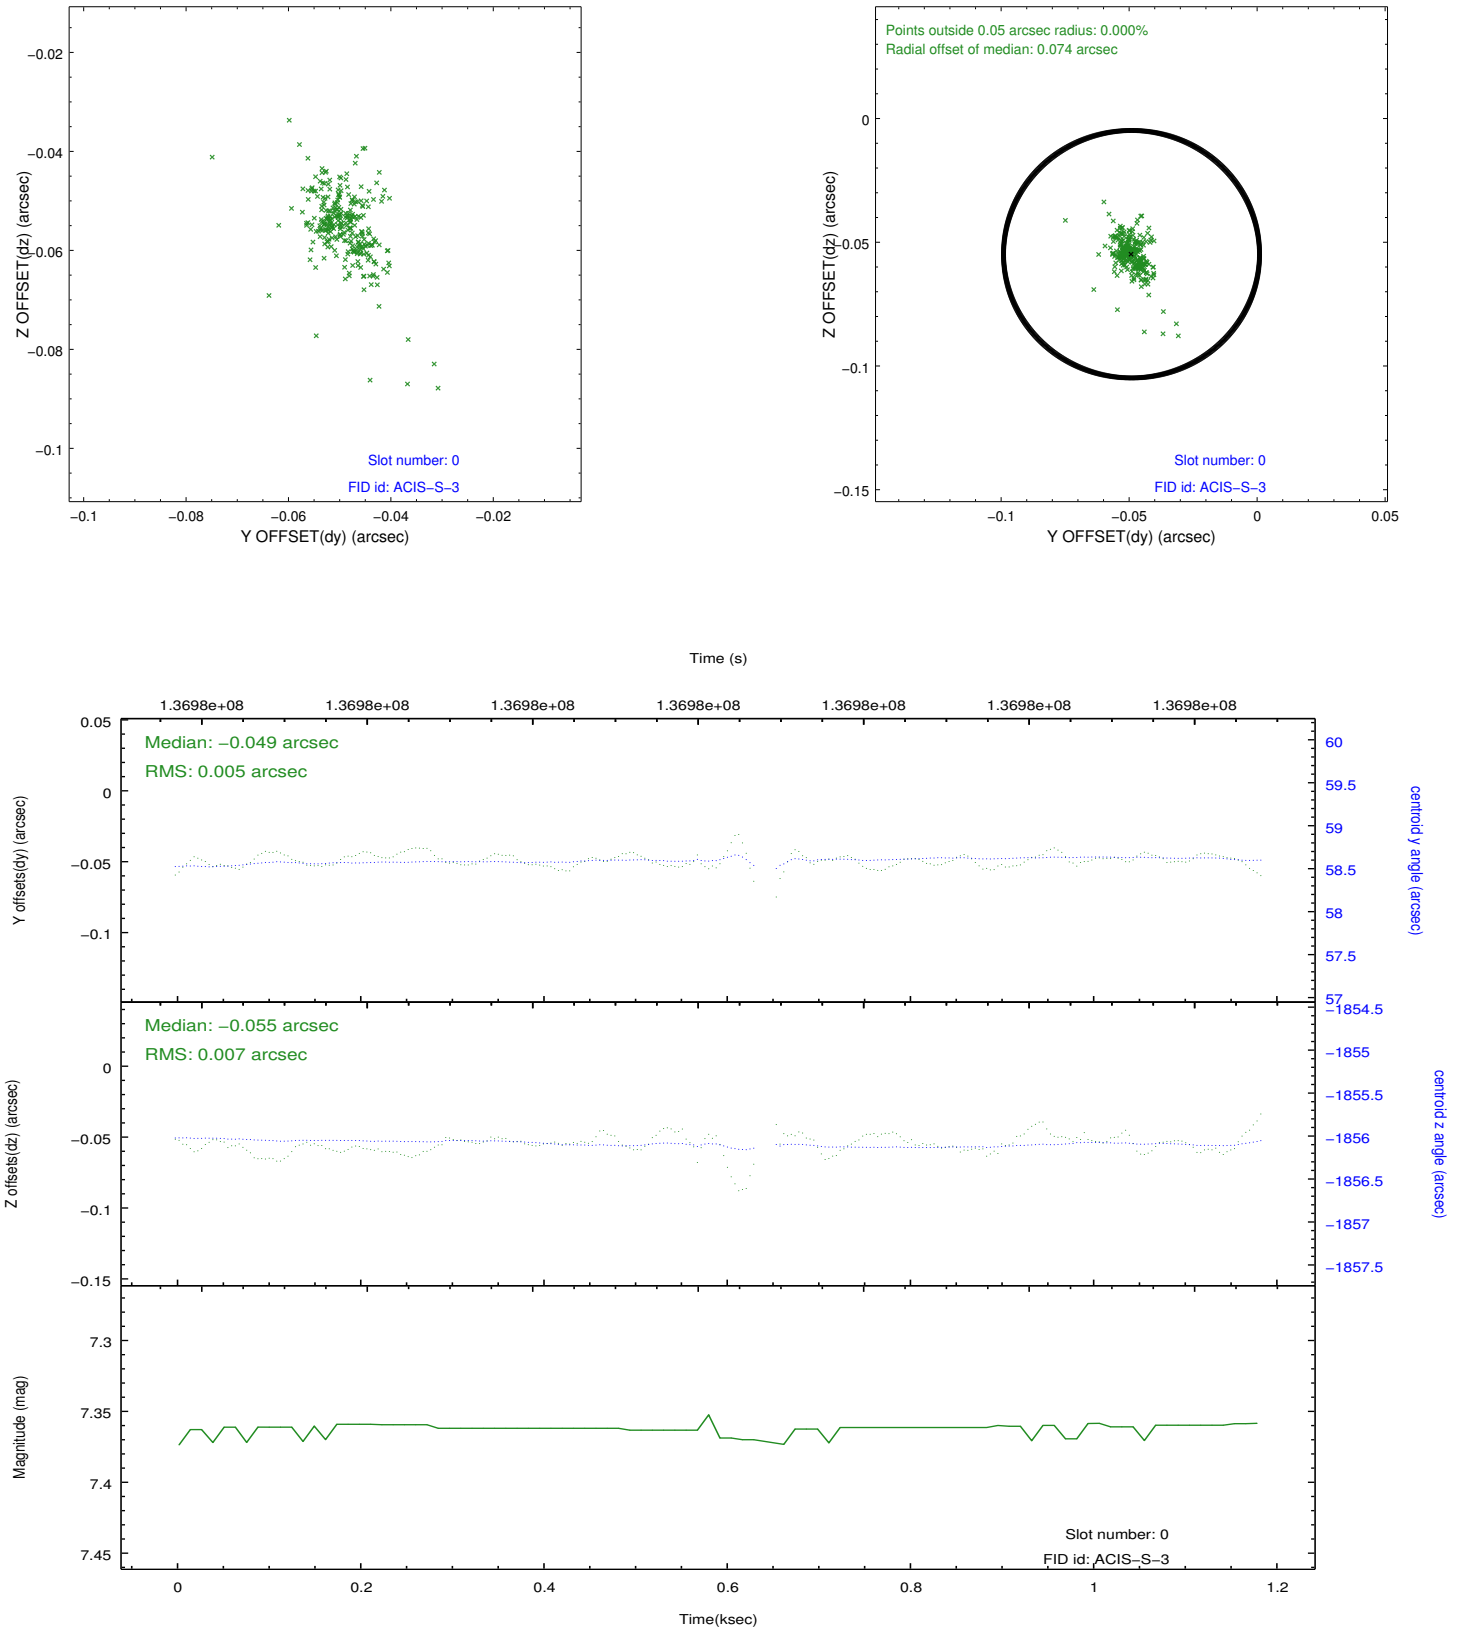 −0.02
−0.04
−0.06
−0.08
−0.1
Z OFFSET(dz) (arcsec)
Slot number: 0
FID id: ACIS−S−3
−0.1
−0.08
−0.06
−0.04
−0.02
Y OFFSET(dy) (arcsec)
Points outside 0.05 arcsec radius: 0.000%
Radial offset of median: 0.074 arcsec
0
−0.05
−0.1
−0.15
Z OFFSET(dz) (arcsec)
Slot number: 0
FID id: ACIS−S−3
−0.1
−0.05
0
0.05
Y OFFSET(dy) (arcsec)
Time (s)
1.3698e+08
1.3698e+08
1.3698e+08
1.3698e+08
1.3698e+08
1.3698e+08
1.3698e+08
0.05
0
−0.05
−0.1
Y offsets(dy) (arcsec)
Median: −0.049 arcsec
RMS: 0.005 arcsec
60
59.5
59
58.5
58
57.5
57
centroid y angle (arcsec)
0
−0.05
−0.1
−0.15
Z offsets(dz) (arcsec)
Median: −0.055 arcsec
RMS: 0.007 arcsec
−1854.5
−1855
−1855.5
−1856
−1856.5
−1857
−1857.5
centroid z angle (arcsec)
7.3
7.35
7.4
7.45
Magnitude (mag)
Slot number: 0
FID id: ACIS−S−3
0
0.2
0.4
0.6
0.8
1
1.2
Time(ksec)